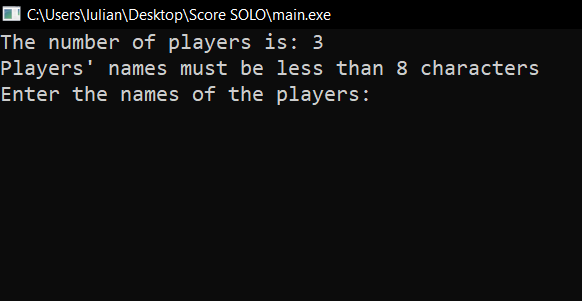 C:\Users\Iulian\Desktop\Score SOLO\main.exe
The number of players is: 3
Players' names must be less than 8 characters
Enter the names of the players: